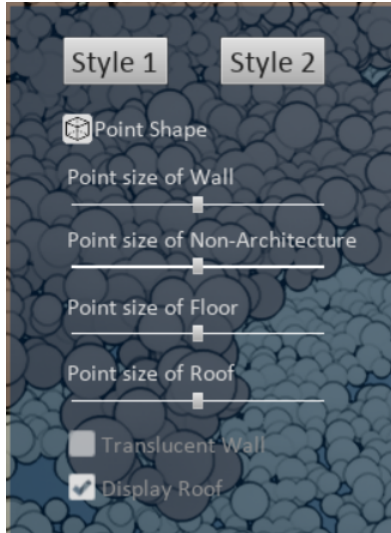 Style 1 Style 2
Point Shape
Point size of Wall
Point size of Non-Architecture
Point size of Floor
Point size of Roof
Translucent Wall
Display Roof